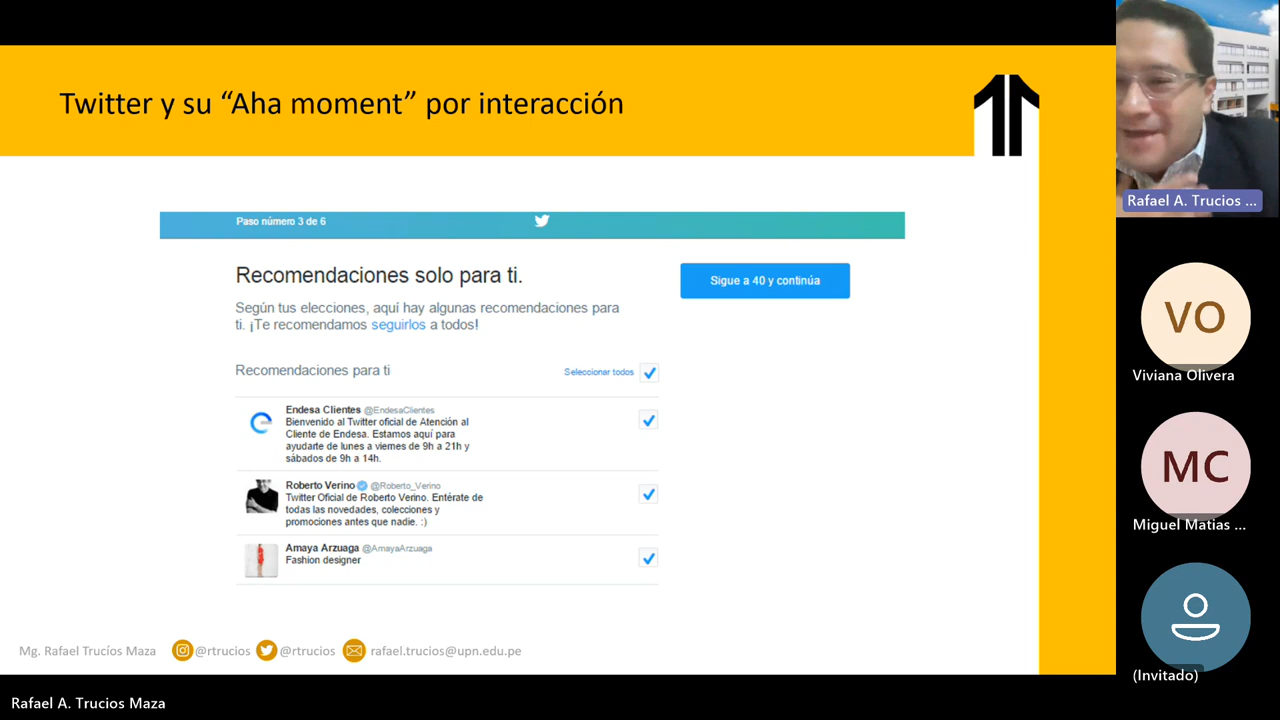 Twitter y su “Aha moment” por interacción
Paso número 3 de 6
Recomendaciones solo para ti.
Sigue a 40 y continúa
Según tus elecciones, aquí hay algunas recomendaciones para
ti. ¡Te recomendamos seguirlos a todos!
Recomendaciones para ti
Seleccionar todos
Endesa Clientes @EndesaClientes
Bienvenido al Twitter oficial de Atención al
Cliente de Endesa. Estamos aquí para
ayudarte de lunes a viernes de 9h a 21h y
sábados de 9h a 14h.
Roberto Verino @Roberto_Verino
Twitter Oficial de Roberto Verino. Entérate de
todas las novedades, colecciones y
promociones antes que nadie. :)
Amaya Arzuaga @AmayaArzuaga
Fashion designer
Mg. Rafael Trucíos Maza @rtrucios @rtrucios rafael.trucios@upn.edu.pe
Rafael A. Trucios ...
VO
Viviana Olivera
MC
Miguel Matias ...
(Invitado)
Rafael A. Trucios Maza